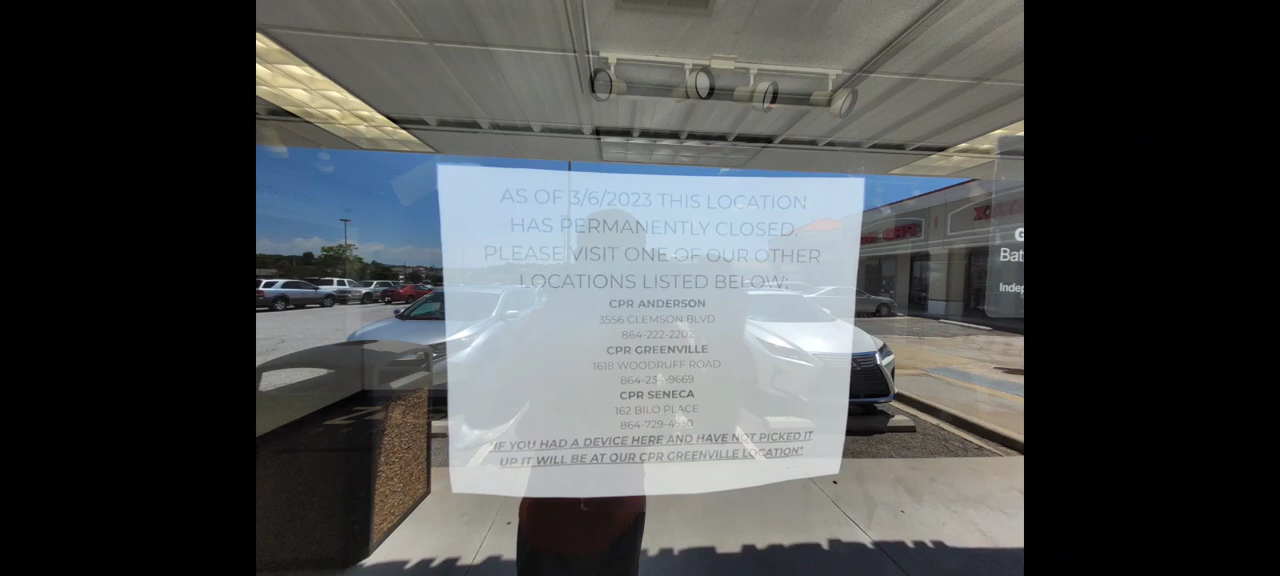 AS OF 3/6/2023 THIS LOCATION
HAS PERMANENTLY CLOSED.
PLEASE VISIT ONE OF OUR OTHER
LOCATIONS LISTED BELOW:
CPR ANDERSON
3556 CLEMSON BLVD
864-222-2202
CPR GREENVILLE
1618 WOODRUFF ROAD
CPR SENECA
162 BILO PLACE
*IF YOU HAD A DEVICE HERE AND HAVE NOT PICKED IT
UP IT WILL BE AT OUR CPR GREENVILLE LOCATION*